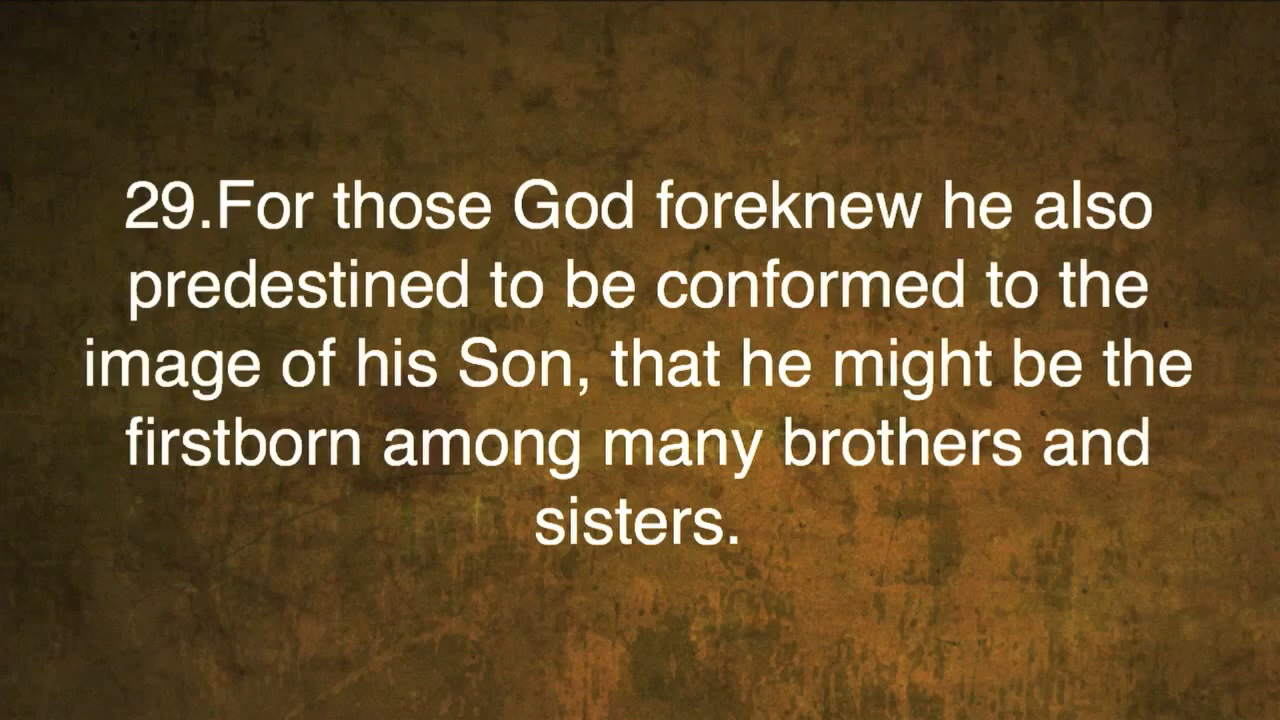 29.For those God foreknew he also
predestined to be conformed to the
image of his Son, that he might be the
firstborn among many brothers and
sisters.